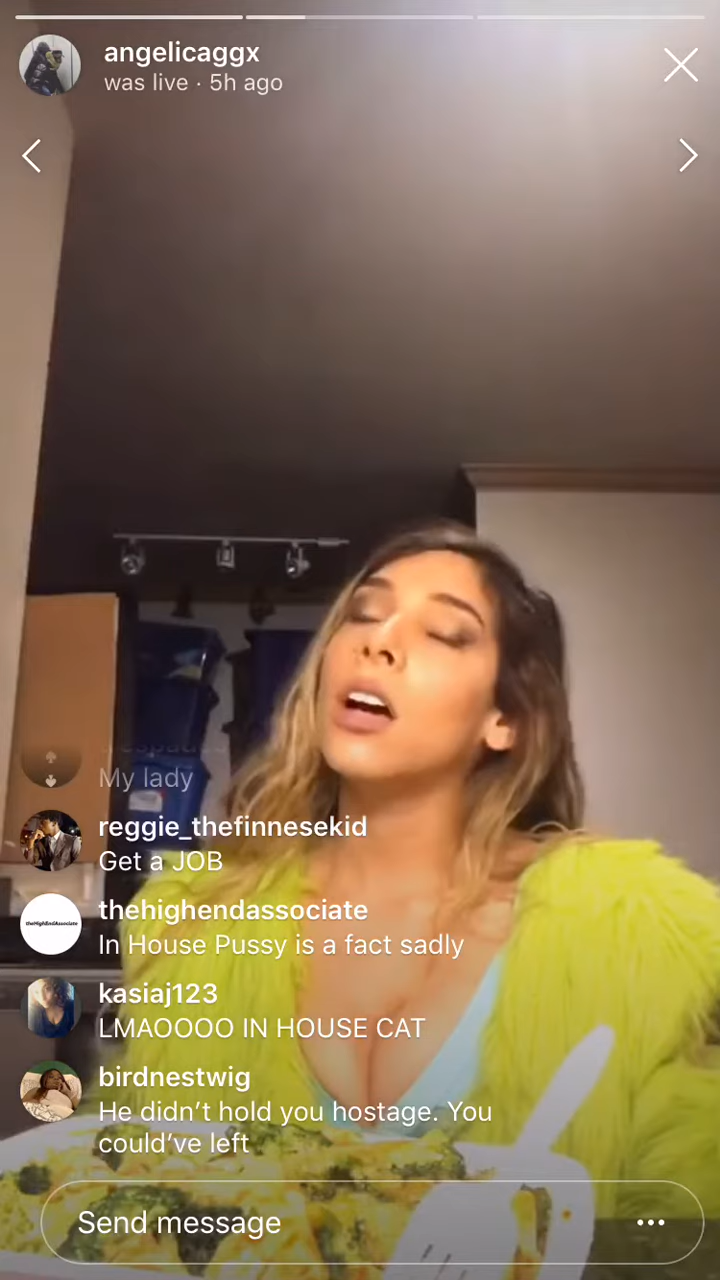 angelicaggx
was live · 5h ago
My lady
reggie_thefinnesekid
Get a JOB
theHighEndAssociate
thehighendassociate
In House Pussy is a fact sadly
kasiaj123
LMAOOOO IN HOUSE CAT
birdnestwig
He didn't hold you hostage. You
could've left
Send message